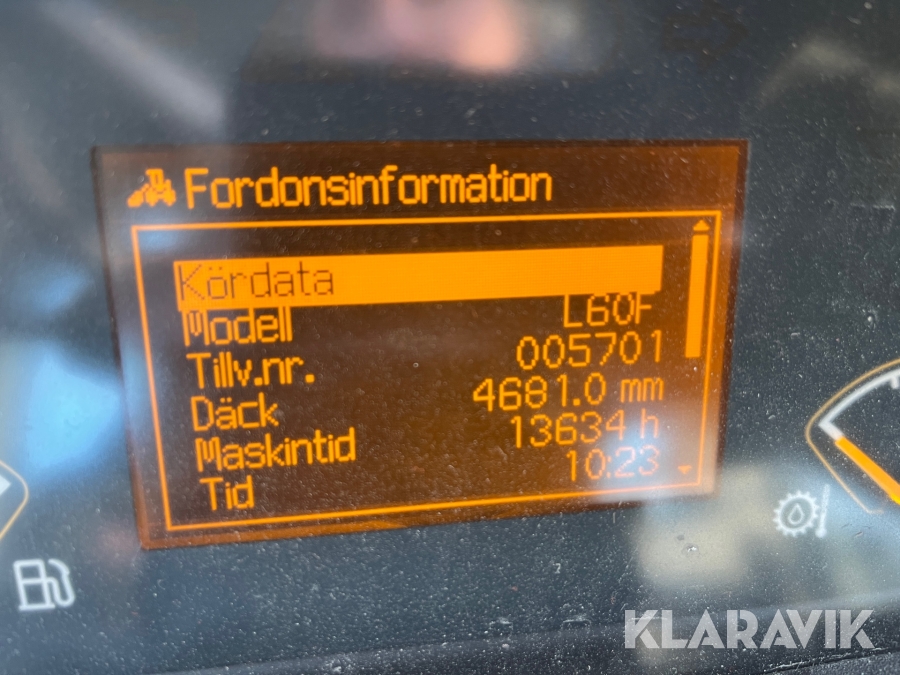 Fordonsinformation
Kördata
Modell L60F
Tillv.nr. 005701
Däck 4681.0 mm
Maskintid 13634 h
Tid 10:23
KLARAVIK